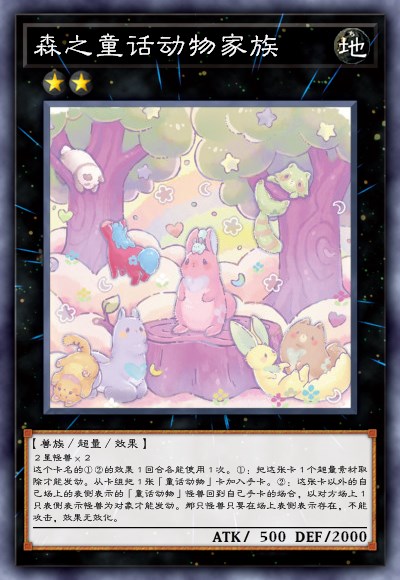 森之童话动物家族
地
【兽族／超量／效果】
2星怪兽×2
这个卡名的①②的效果1回合各能使用1次。①：把这张卡1个超量素材取
除才能发动。从卡组把1张「童话动物」卡加入手卡。②：这张卡以外的自
己场上的表侧表示的「童话动物」怪兽回到自己手卡的场合，以对方场上1
只表侧表示怪兽为对象才能发动。那只怪兽只要在场上表侧表示存在，不能
攻击，效果无效化。
ATK/ 500 DEF/2000